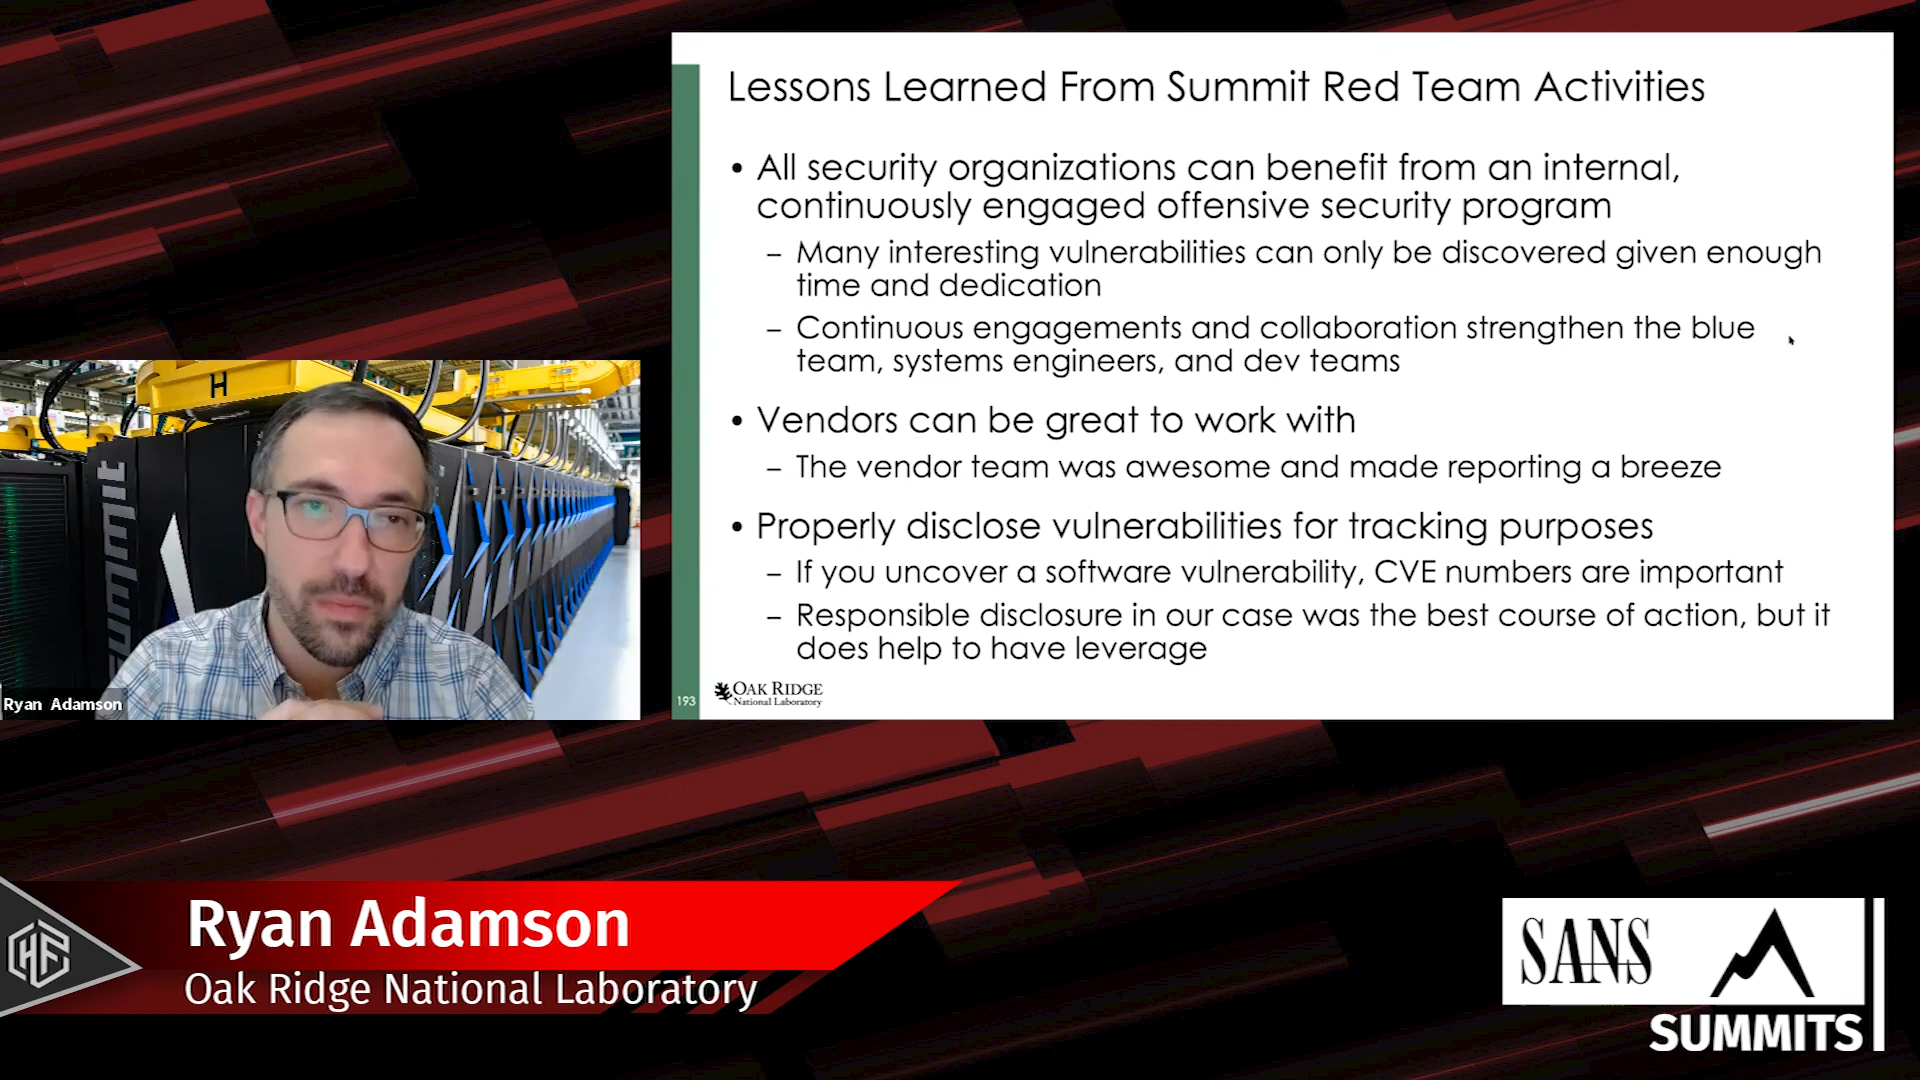 Lessons Learned From Summit Red Team Activities
• All security organizations can benefit from an internal,
continuously engaged offensive security program
– Many interesting vulnerabilities can only be discovered given enough
time and dedication
– Continuous engagements and collaboration strengthen the blue
team, systems engineers, and dev teams
• Vendors can be great to work with
– The vendor team was awesome and made reporting a breeze
• Properly disclose vulnerabilities for tracking purposes
– If you uncover a software vulnerability, CVE numbers are important
– Responsible disclosure in our case was the best course of action, but it
does help to have leverage
193
OAK RIDGE
National Laboratory
H
summit
Ryan Adamson
Ryan Adamson
Oak Ridge National Laboratory
SANS
SUMMITS